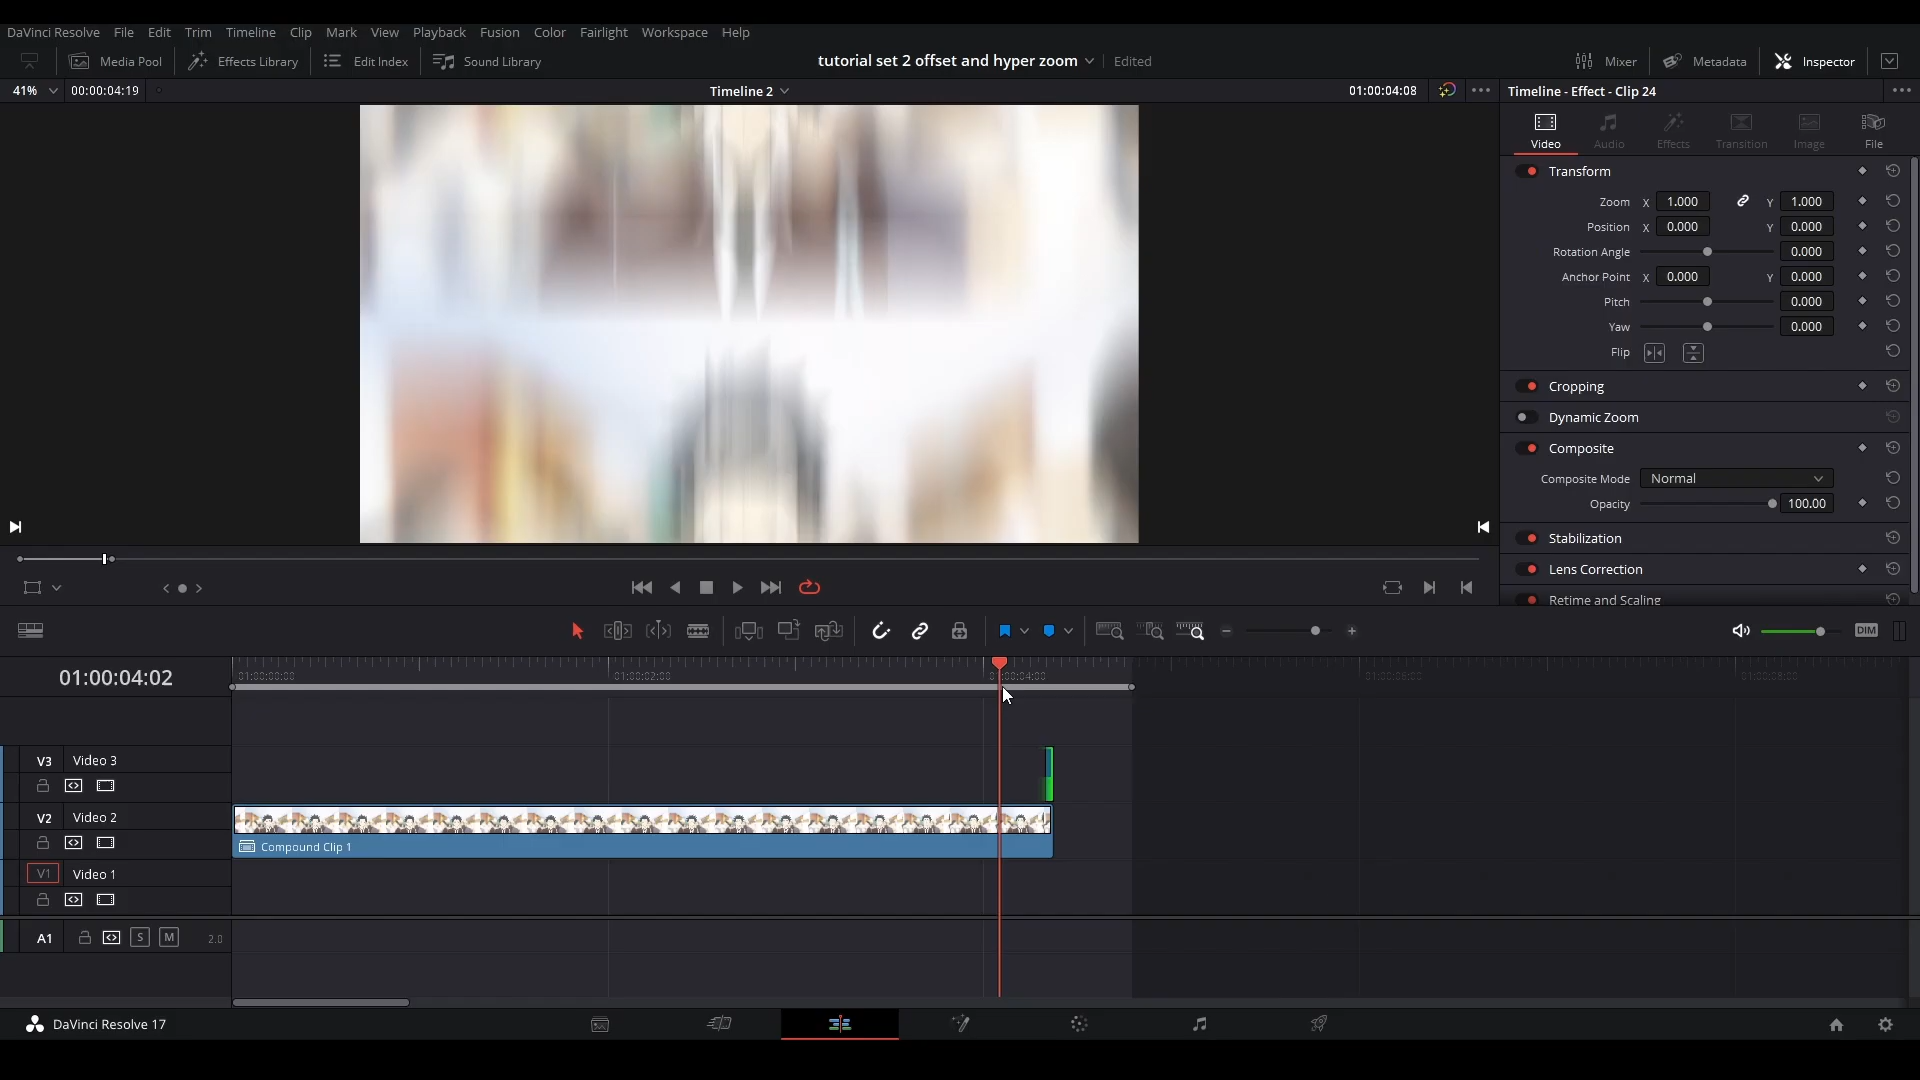 DaVinci Resolve File Edit Trim Timeline Clip Mark View Playback Fusion Color Fairlight Workspace Help
Media Pool Effects Library Edit Index Sound Library tutorial set 2 offset and hyper zoom Edited Mixer Metadata Inspector
41% 00:00:04:19 Timeline 2 01:00:04:08 Timeline - Effect - Clip 24
Video Audio Effects Transition Image File
Transform
Zoom X 1.000 Y 1.000
Position X 0.000 Y 0.000
Rotation Angle 0.000
Anchor Point X 0.000 Y 0.000
Pitch 0.000
Yaw 0.000
Flip
Cropping
Dynamic Zoom
Composite
Composite Mode Normal
Opacity 100.00
Stabilization
Lens Correction
Retime and Scaling
DIM
01:00:04:02 01:00:00:00 01:00:02:00 01:00:04:00 01:00:06:00 01:00:08:00
V3 Video 3
V2 Video 2
Compound Clip 1
V1 Video 1
A1 S M 2.0
DaVinci Resolve 17